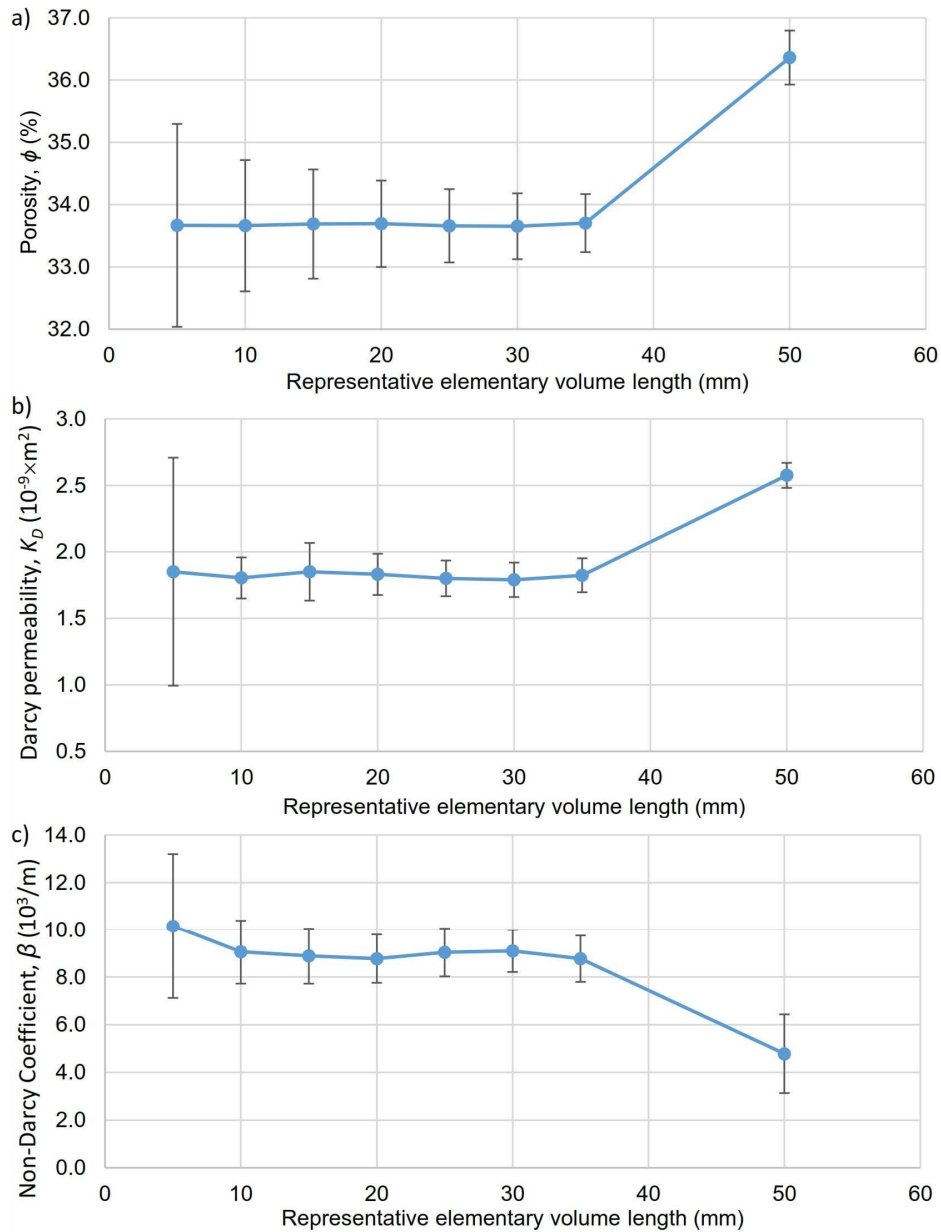 a)
Porosity, ϕ (%)
37.0
36.0
35.0
34.0
33.0
32.0
0 10 20 30 40 50 60
Representative elementary volume length (mm)
b)
Darcy permeability, K_D (10⁻⁹×m²)
3.0
2.5
2.0
1.5
1.0
0.5
0 10 20 30 40 50 60
Representative elementary volume length (mm)
c)
Non-Darcy Coefficient, β (10³/m)
14.0
12.0
10.0
8.0
6.0
4.0
2.0
0.0
0 10 20 30 40 50 60
Representative elementary volume length (mm)